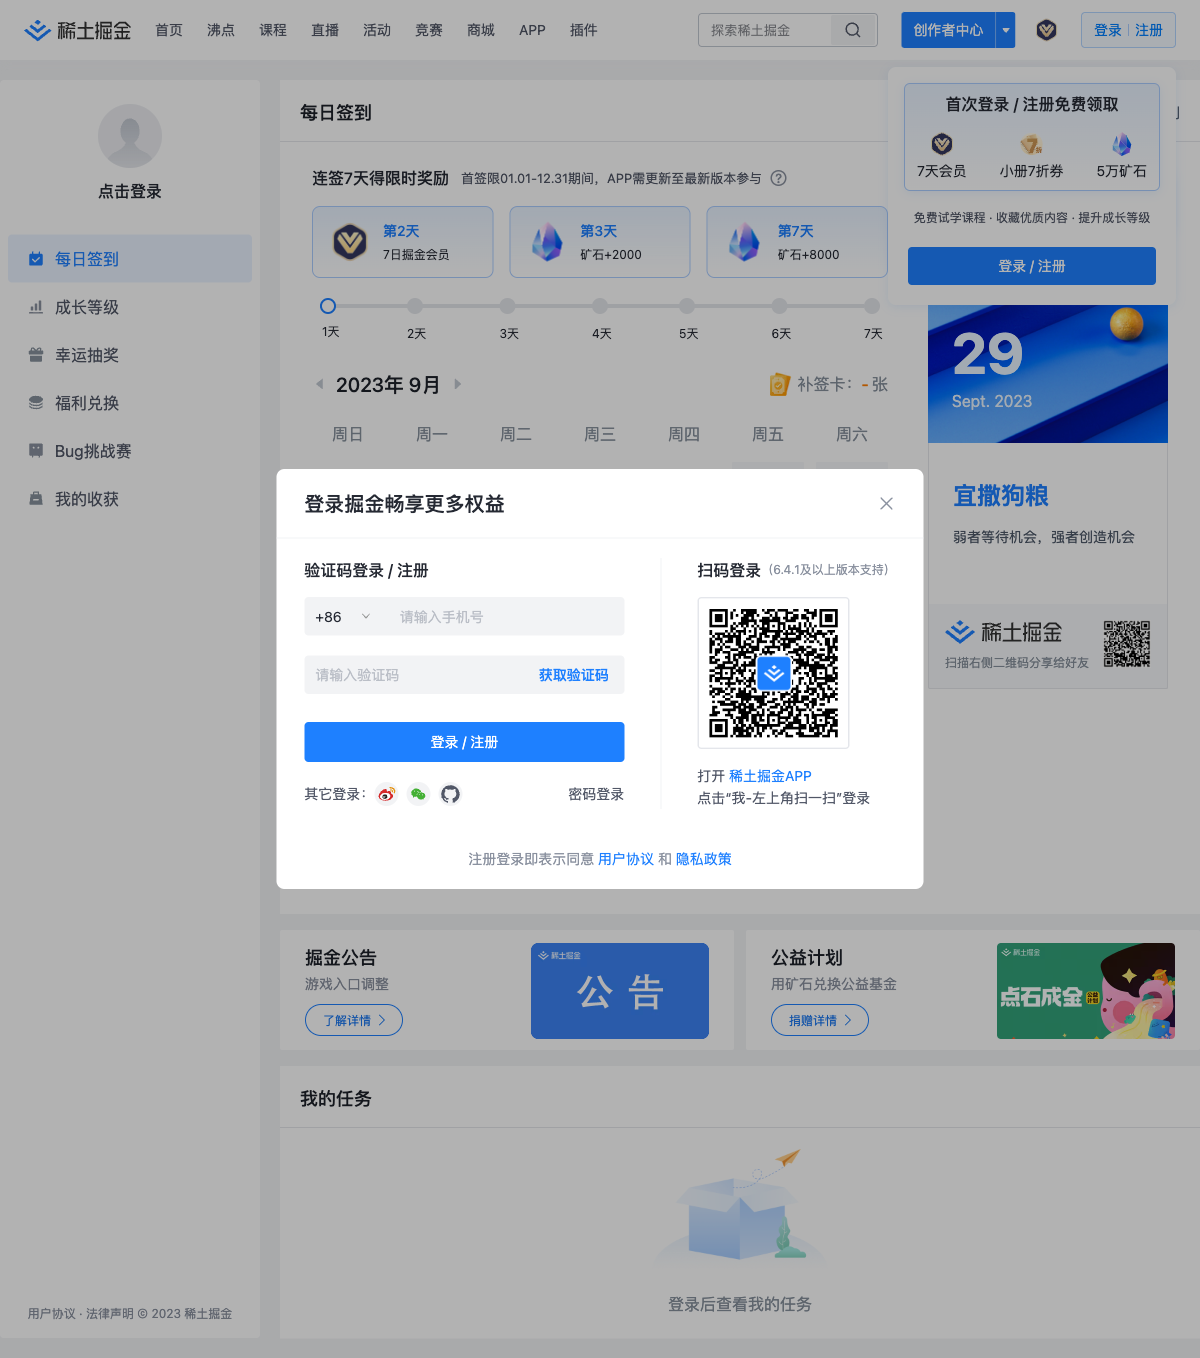 稀土掘金 首页 沸点 课程 直播 活动 竞赛 商城 APP 插件 探索稀土掘金 创作者中心 登录 | 注册
首次登录 / 注册免费领取
7天会员 小册7折券 5万矿石
免费试学课程 · 收藏优质内容 · 提升成长等级
登录 / 注册
点击登录
每日签到
成长等级
幸运抽奖
福利兑换
Bug挑战赛
我的收获
用户协议 · 法律声明 © 2023 稀土掘金
每日签到
连签7天得限时奖励 首签限01.01-12.31期间，APP需更新至最新版本参与 ?
第2天
7日掘金会员
第3天
矿石+2000
第7天
矿石+8000
1天 2天 3天 4天 5天 6天 7天
2023年 9月 补签卡： - 张
周日 周一 周二 周三 周四 周五 周六
29
Sept. 2023
宜撒狗粮
弱者等待机会，强者创造机会
稀土掘金
扫描右侧二维码分享给好友
登录掘金畅享更多权益
验证码登录 / 注册
+86 请输入手机号
请输入验证码 获取验证码
登录 / 注册
其它登录： 密码登录
扫码登录 (6.4.1及以上版本支持)
打开 稀土掘金APP
点击“我-左上角扫一扫”登录
注册登录即表示同意 用户协议 和 隐私政策
掘金公告
游戏入口调整
了解详情
稀土掘金
公告
公益计划
用矿石兑换公益基金
捐赠详情
稀土掘金
点石成金
我的任务
登录后查看我的任务